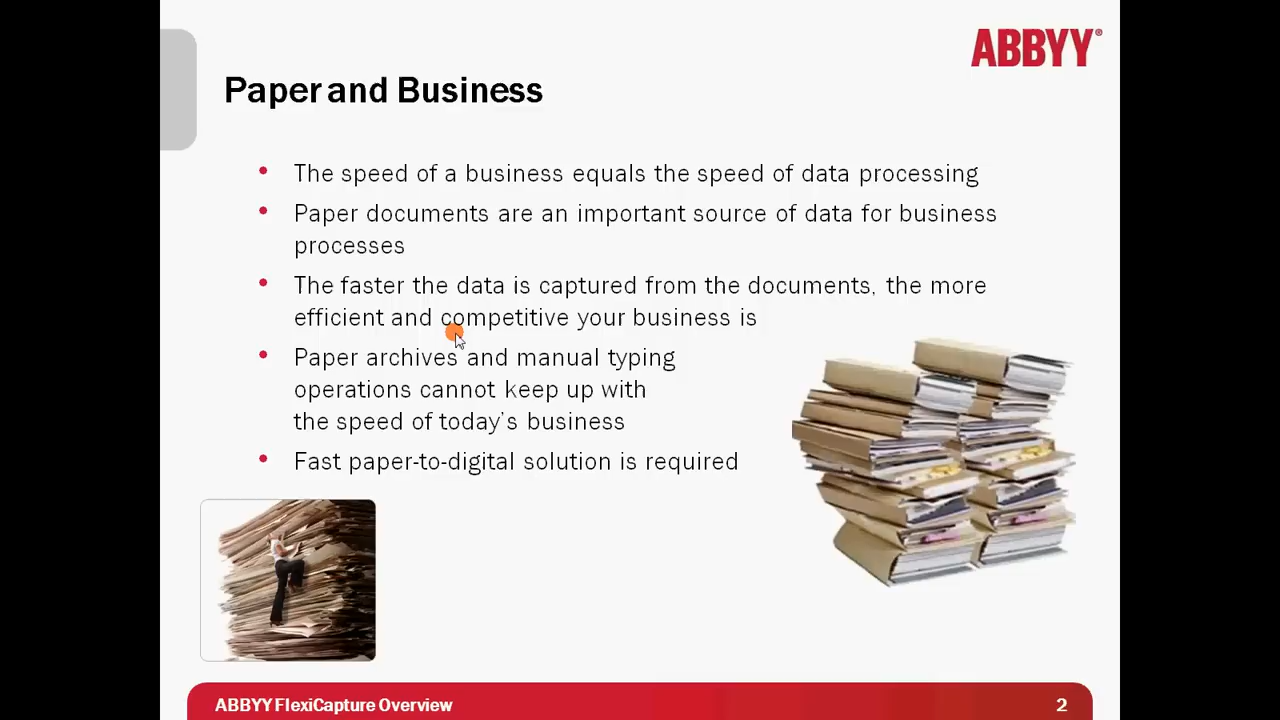 ABBYY®
Paper and Business
• The speed of a business equals the speed of data processing
• Paper documents are an important source of data for business
processes
• The faster the data is captured from the documents, the more
efficient and competitive your business is
• Paper archives and manual typing
operations cannot keep up with
the speed of today's business
• Fast paper-to-digital solution is required
ABBYY FlexiCapture Overview
2